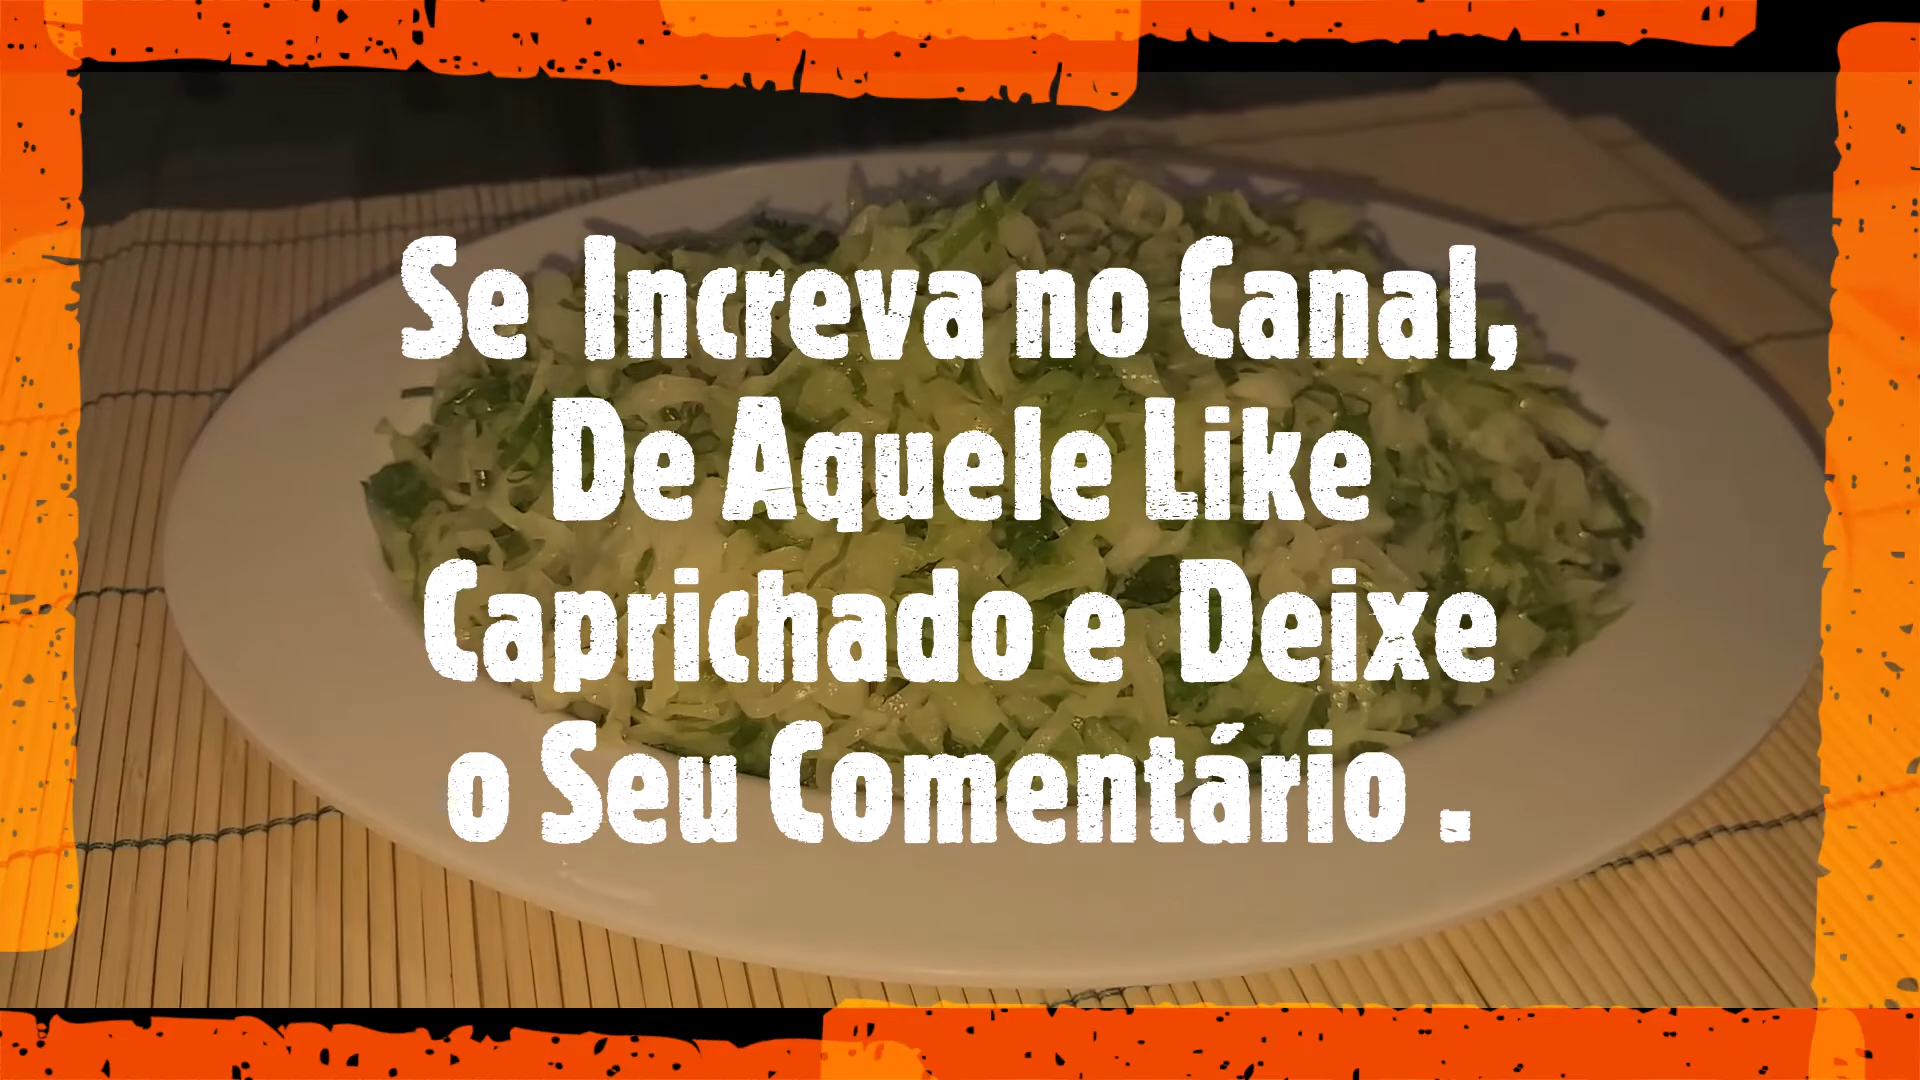 Se Increva no Canal,
De Aquele Like
Caprichado e Deixe
o Seu Comentário .